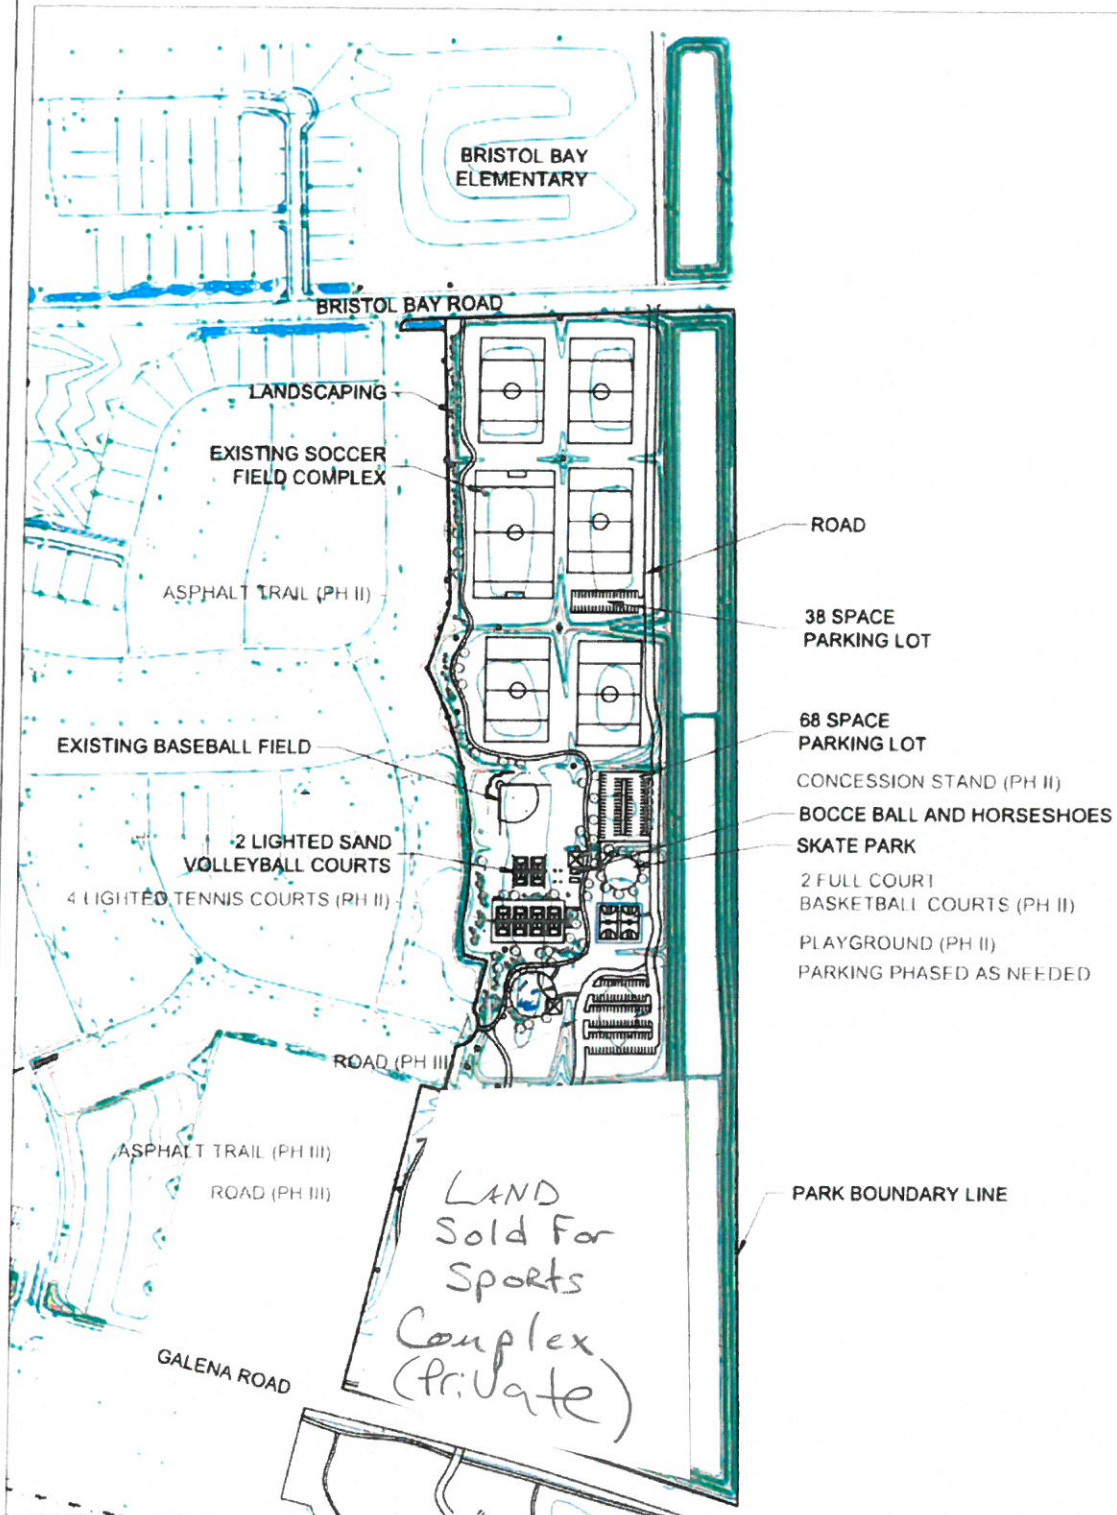 BRISTOL BAY
ELEMENTARY
BRISTOL BAY ROAD
LANDSCAPING
EXISTING SOCCER
FIELD COMPLEX
ROAD
ASPHALT TRAIL (PH II)
38 SPACE
PARKING LOT
68 SPACE
PARKING LOT
EXISTING BASEBALL FIELD
CONCESSION STAND (PH II)
BOCCE BALL AND HORSESHOES
2 LIGHTED SAND
VOLLEYBALL COURTS
SKATE PARK
4 LIGHTED TENNIS COURTS (PH II)
2 FULL COURT
BASKETBALL COURTS (PH II)
PLAYGROUND (PH II)
PARKING PHASED AS NEEDED
ROAD (PH III)
ASPHALT TRAIL (PH III)
ROAD (PH III)
PARK BOUNDARY LINE
LAND
Sold For
Sports
Complex
(Private)
GALENA ROAD